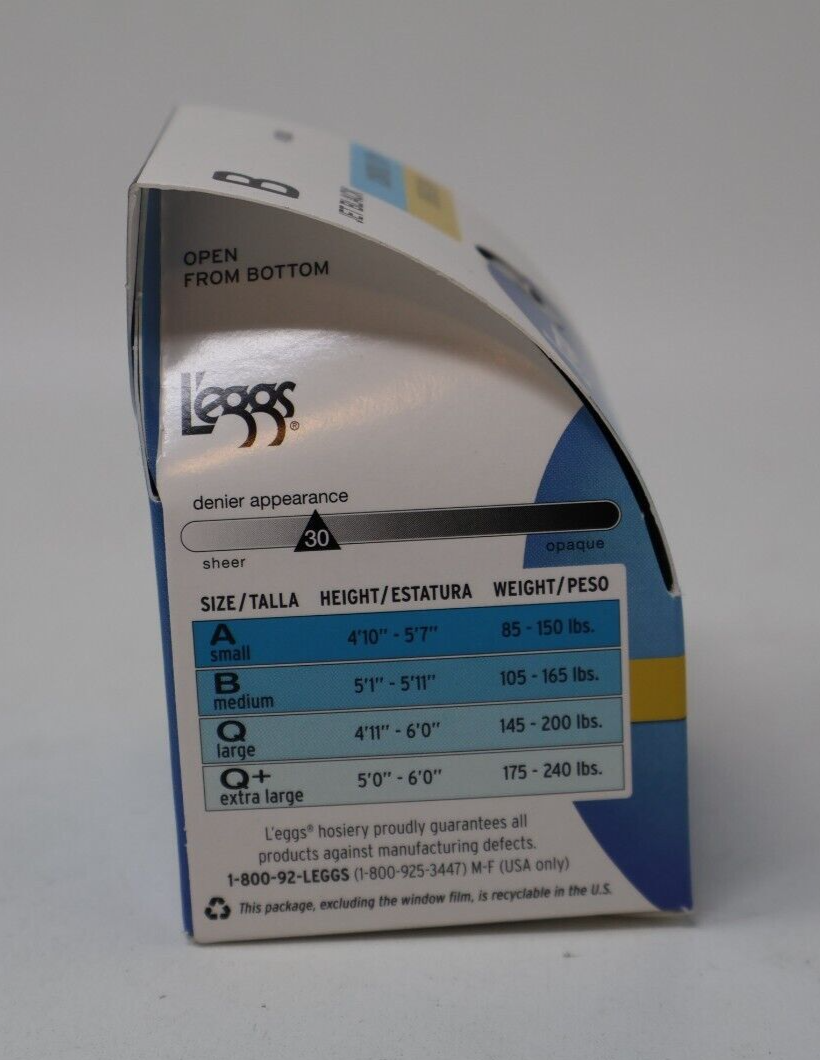 B
JET BLACK
OPEN
FROM BOTTOM
L'eggs®
denier appearance
30
sheer
opaque
SIZE/TALLA HEIGHT/ESTATURA WEIGHT/PESO
A small 4'10" - 5'7" 85 - 150 lbs.
B medium 5'1" - 5'11" 105 - 165 lbs.
Q large 4'11" - 6'0" 145 - 200 lbs.
Q+ extra large 5'0" - 6'0" 175 - 240 lbs.
L'eggs® hosiery proudly guarantees all
products against manufacturing defects.
1-800-92-LEGGS (1-800-925-3447) M-F (USA only)
This package, excluding the window film, is recyclable in the U.S.